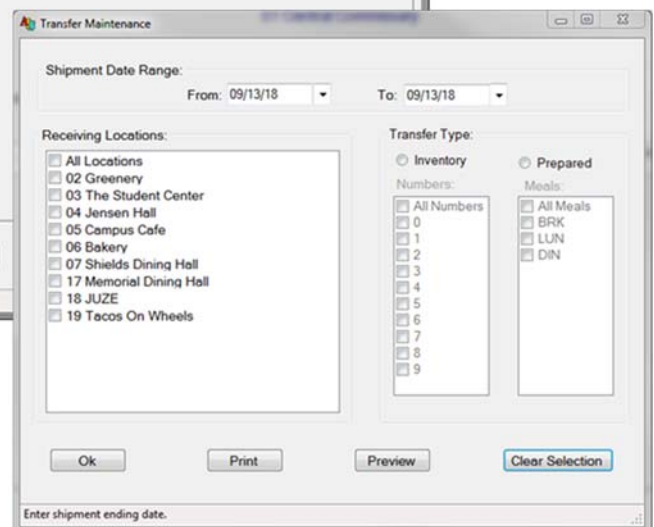 01 Central Commissary
Transfer Maintenance
Shipment Date Range:
From: 09/13/18 To: 09/13/18
Receiving Locations:
All Locations
02 Greenery
03 The Student Center
04 Jensen Hall
05 Campus Cafe
06 Bakery
07 Shields Dining Hall
17 Memorial Dining Hall
18 JUZE
19 Tacos On Wheels
Transfer Type:
Inventory
Prepared
Numbers:
All Numbers
0
1
2
3
4
5
6
7
8
9
Meals:
All Meals
BRK
LUN
DIN
Ok Print Preview Clear Selection
Enter shipment ending date.